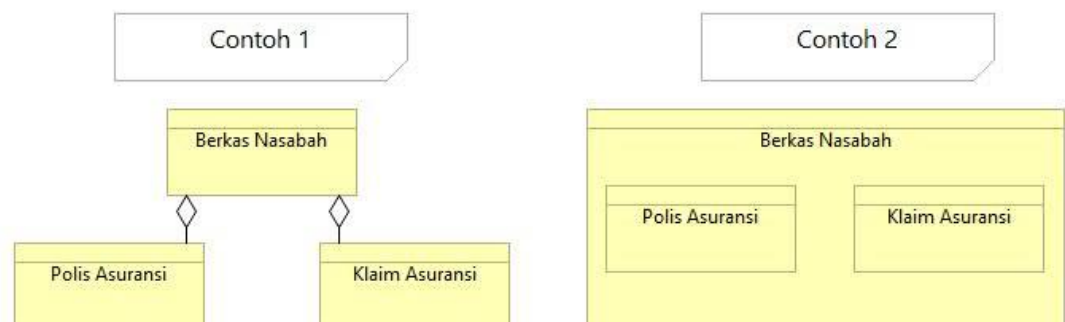 Contoh 1
Contoh 2
Berkas Nasabah
Polis Asuransi
Klaim Asuransi
Berkas Nasabah
Polis Asuransi
Klaim Asuransi